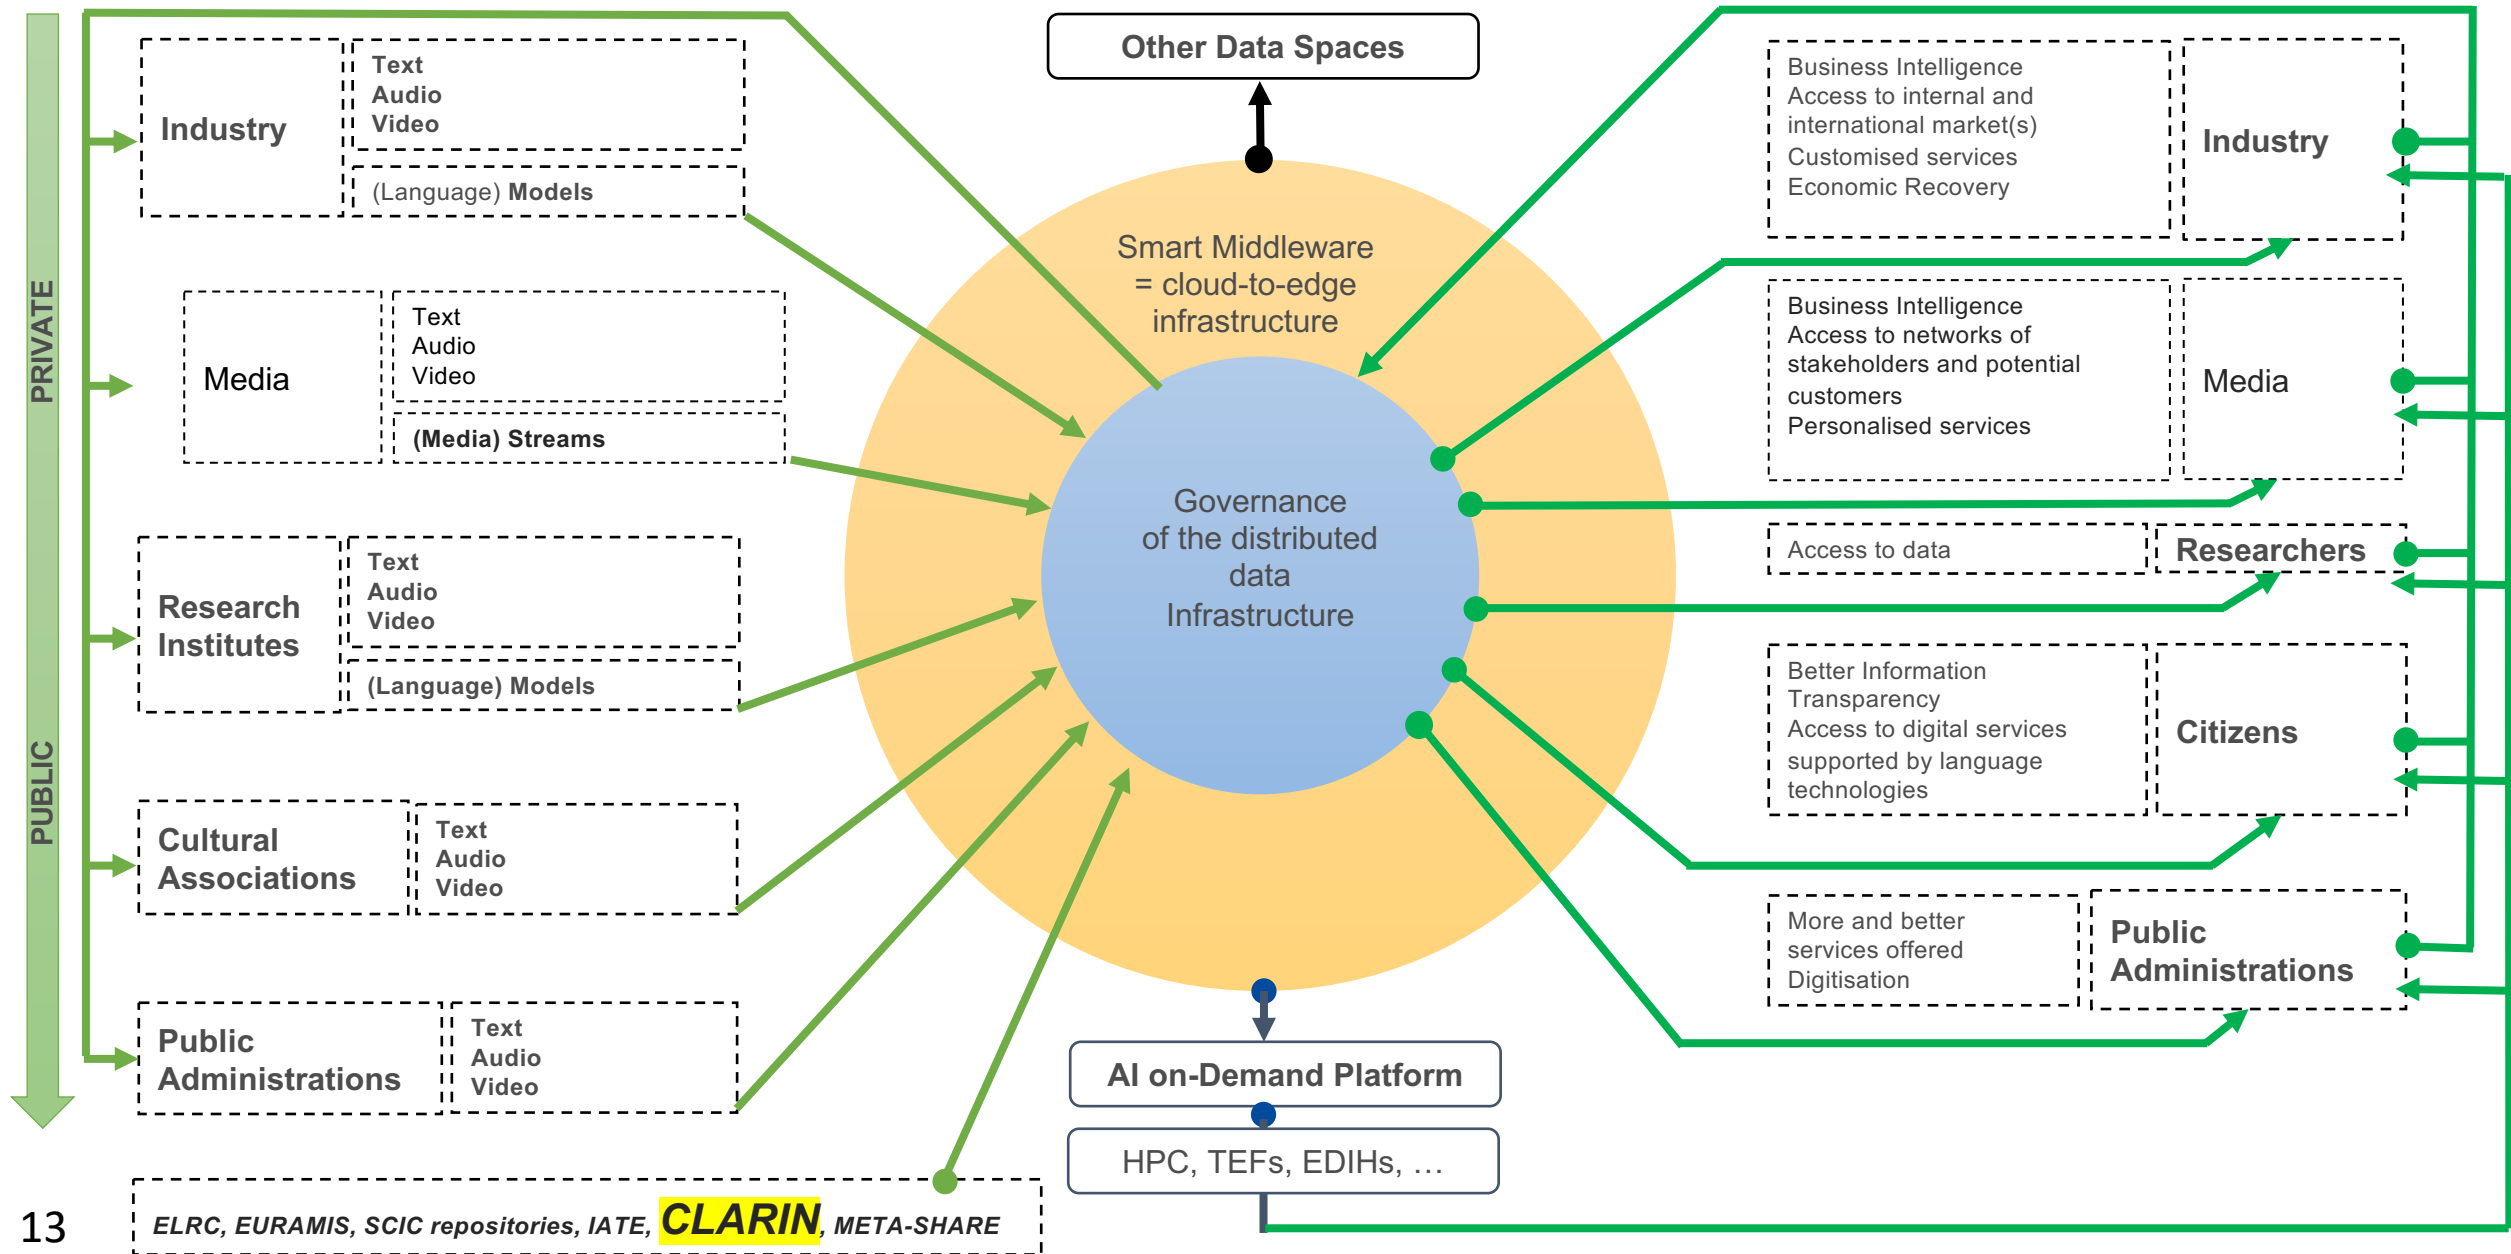 PRIVATE
PUBLIC
Industry
Text
Audio
Video
(Language) Models
Media
Text
Audio
Video
(Media) Streams
Research
Institutes
Text
Audio
Video
(Language) Models
Cultural
Associations
Text
Audio
Video
Public
Administrations
Text
Audio
Video
ELRC, EURAMIS, SCIC repositories, IATE, CLARIN, META-SHARE
13
Other Data Spaces
Smart Middleware
= cloud-to-edge
infrastructure
Governance
of the distributed
data
Infrastructure
AI on-Demand Platform
HPC, TEFs, EDIHs, …
Business Intelligence
Access to internal and
international market(s)
Customised services
Economic Recovery
Industry
Business Intelligence
Access to networks of
stakeholders and potential
customers
Personalised services
Media
Access to data
Researchers
Better Information
Transparency
Access to digital services
supported by language
technologies
Citizens
More and better
services offered
Digitisation
Public
Administrations